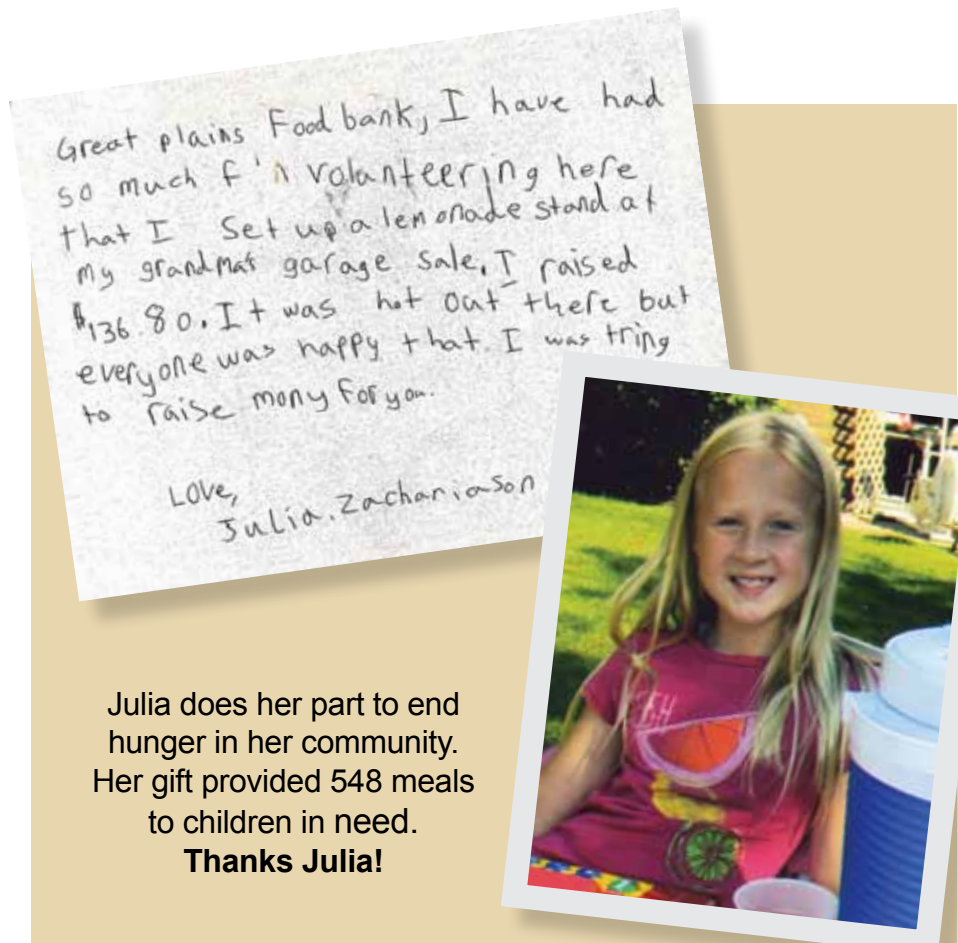 Great plains Food bank, I have had
so much f'n volanteering here
that I Set up a lemonade stand at
my grandmas garage sale. I raised
$136.80. It was hot out there but
everyone was happy that. I was tring
to raise mony for you.
Love,
Julia. Zachariason
Julia does her part to end
hunger in her community.
Her gift provided 548 meals
to children in need.
Thanks Julia!